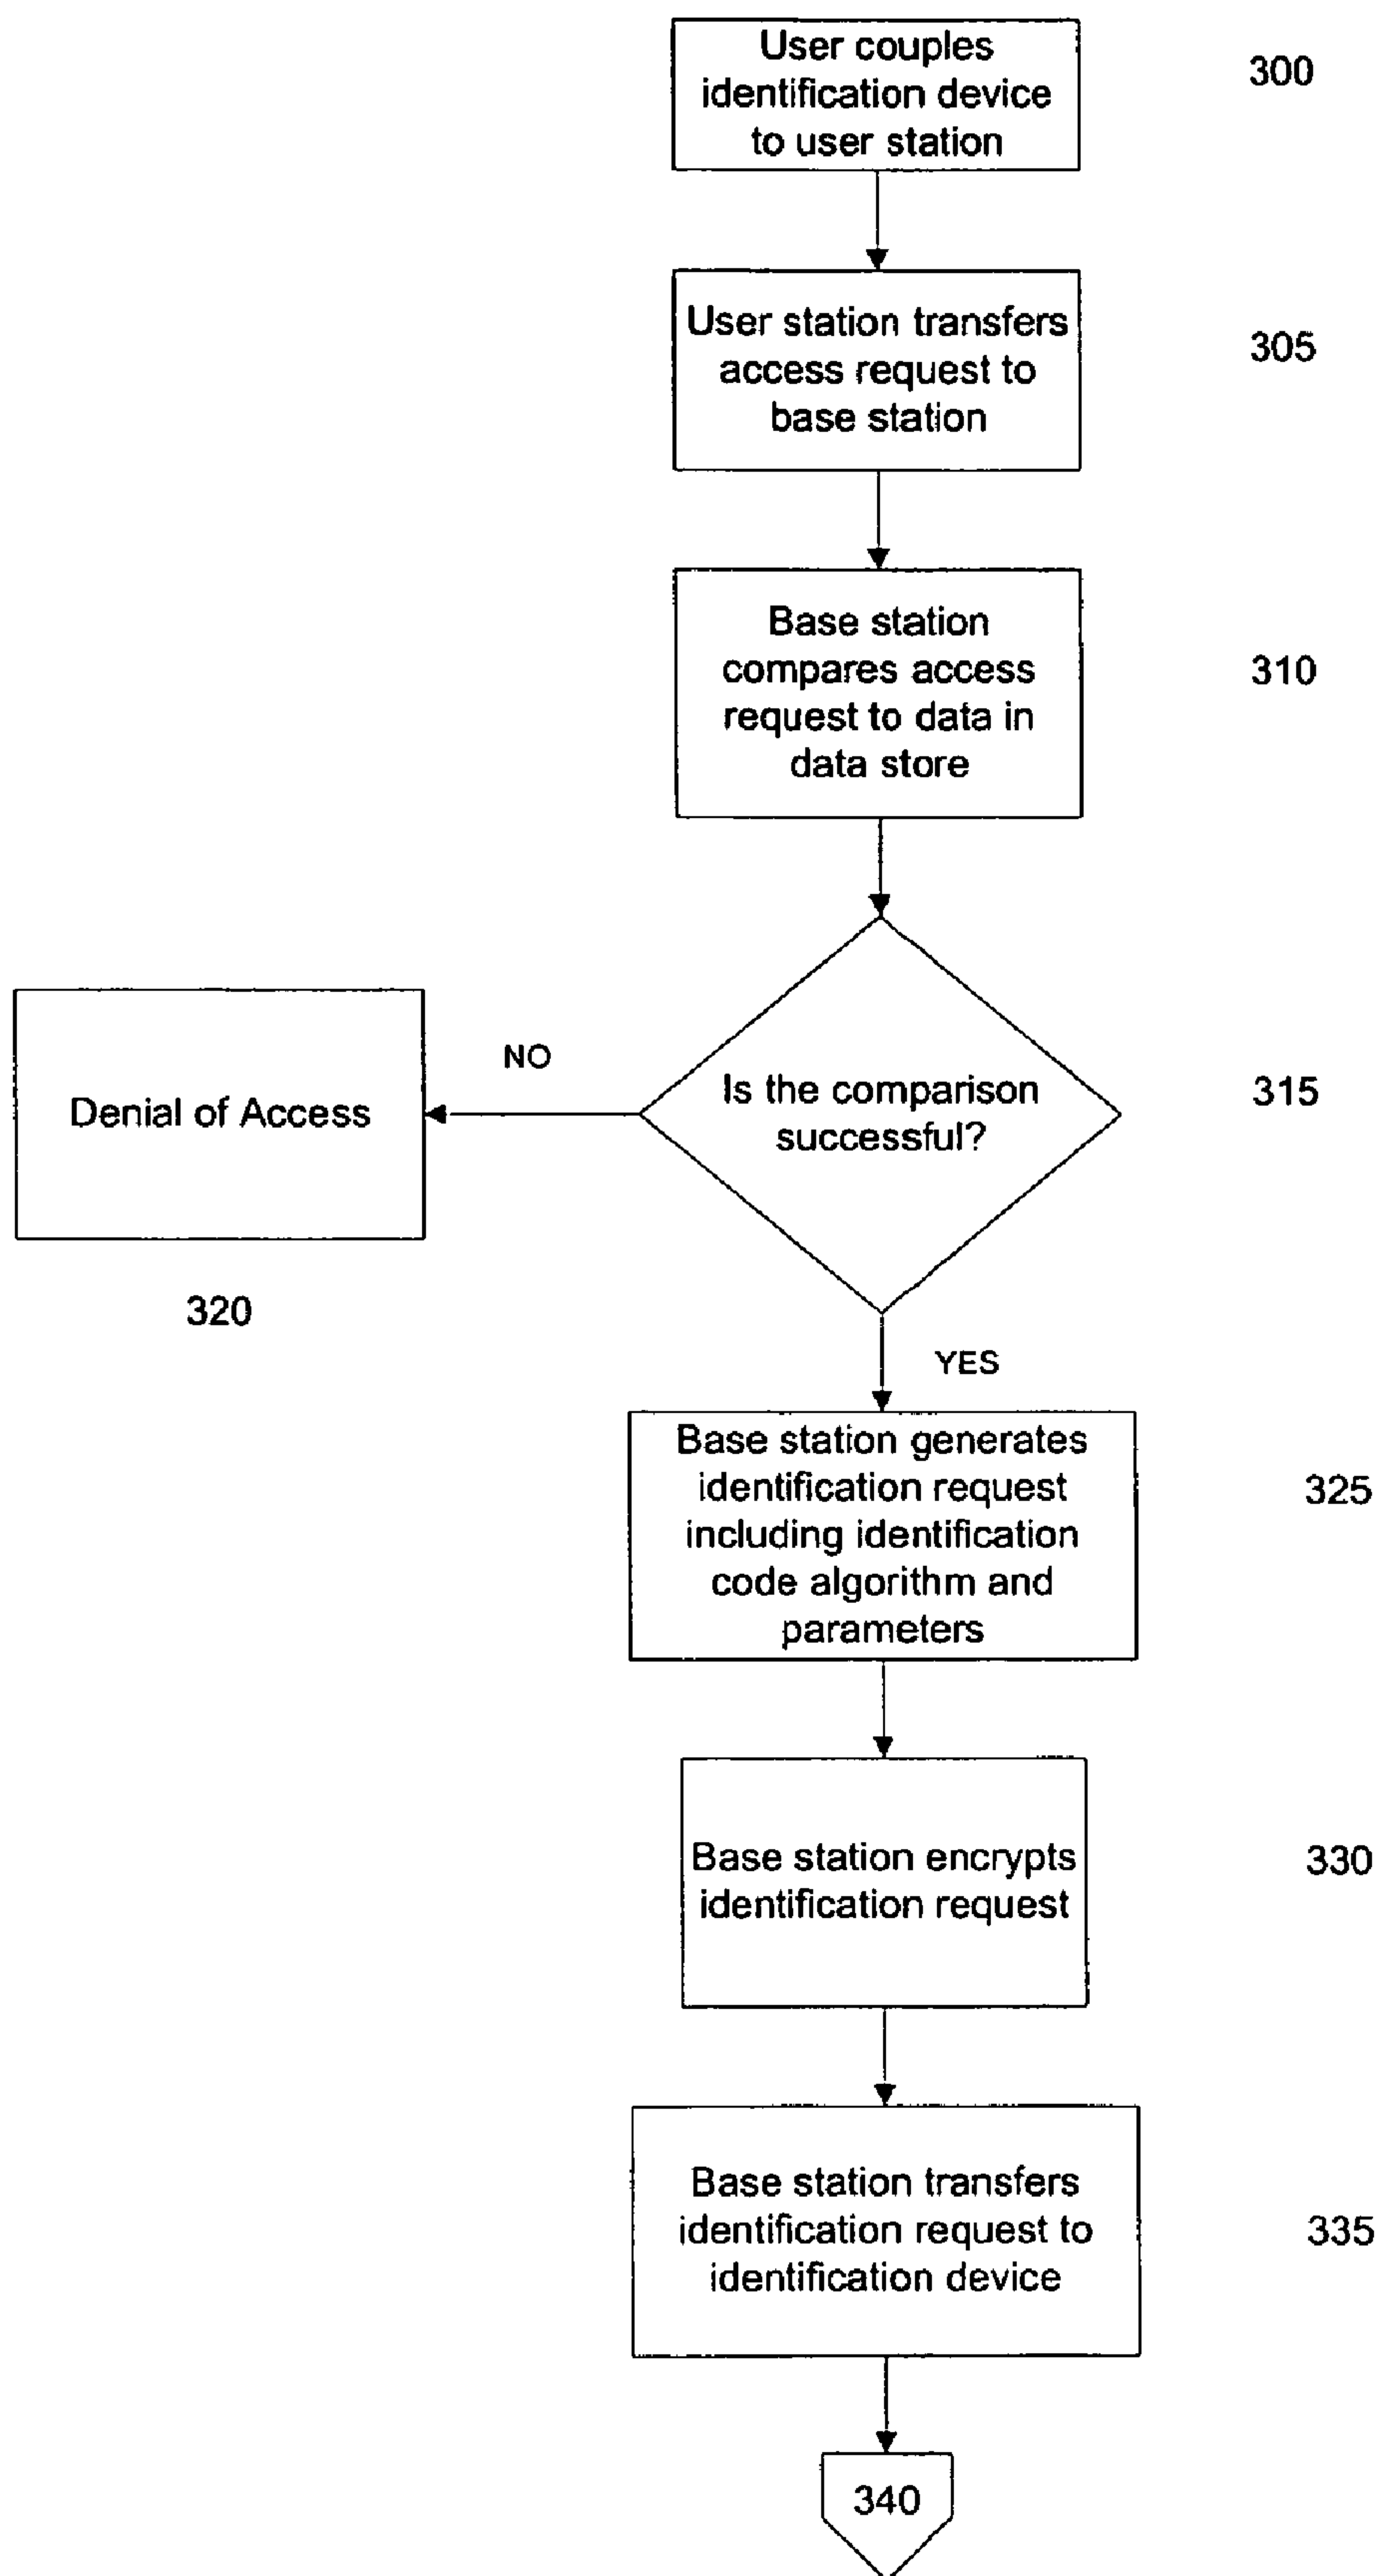 User couples
identification device
to user station
300
User station transfers
access request to
base station
305
Base station
compares access
request to data in
data store
310
Is the comparison
successful?
315
NO
Denial of Access
320
YES
Base station generates
identification request
including identification
code algorithm and
parameters
325
Base station encrypts
identification request
330
Base station transfers
identification request to
identification device
335
340